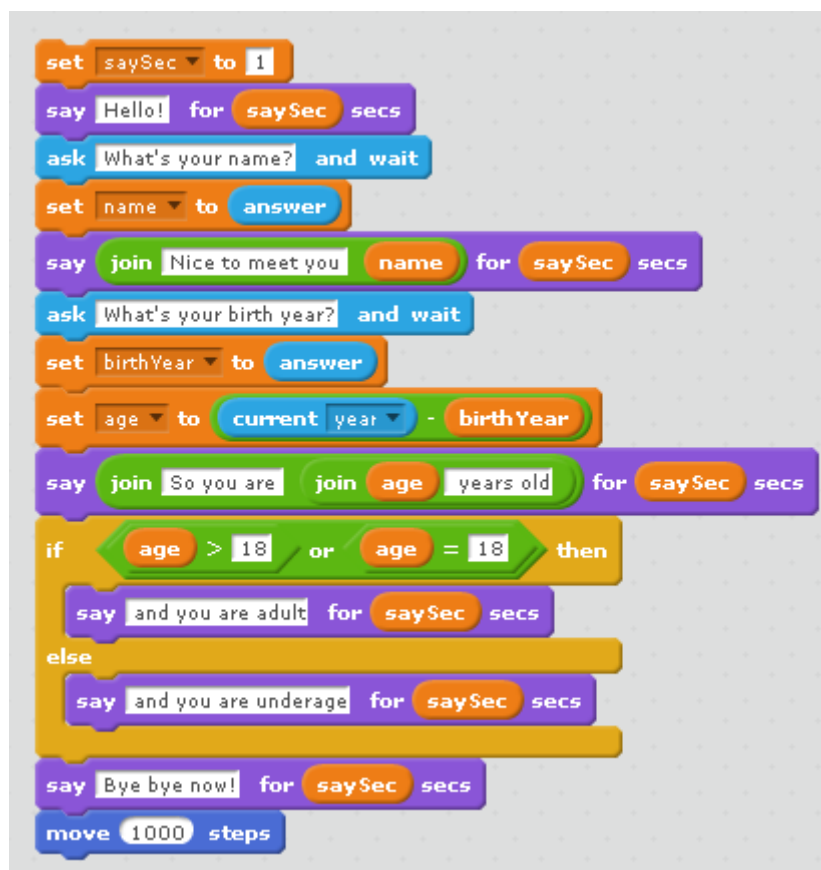 set saySec to 1
say Hello! for saySec secs
ask What's your name? and wait
set name to answer
say join Nice to meet you name for saySec secs
ask What's your birth year? and wait
set birthYear to answer
set age to current year - birthYear
say join So you are join age years old for saySec secs
if age > 18 or age = 18 then
say and you are adult for saySec secs
else
say and you are underage for saySec secs
say Bye bye now! for saySec secs
move 1000 steps